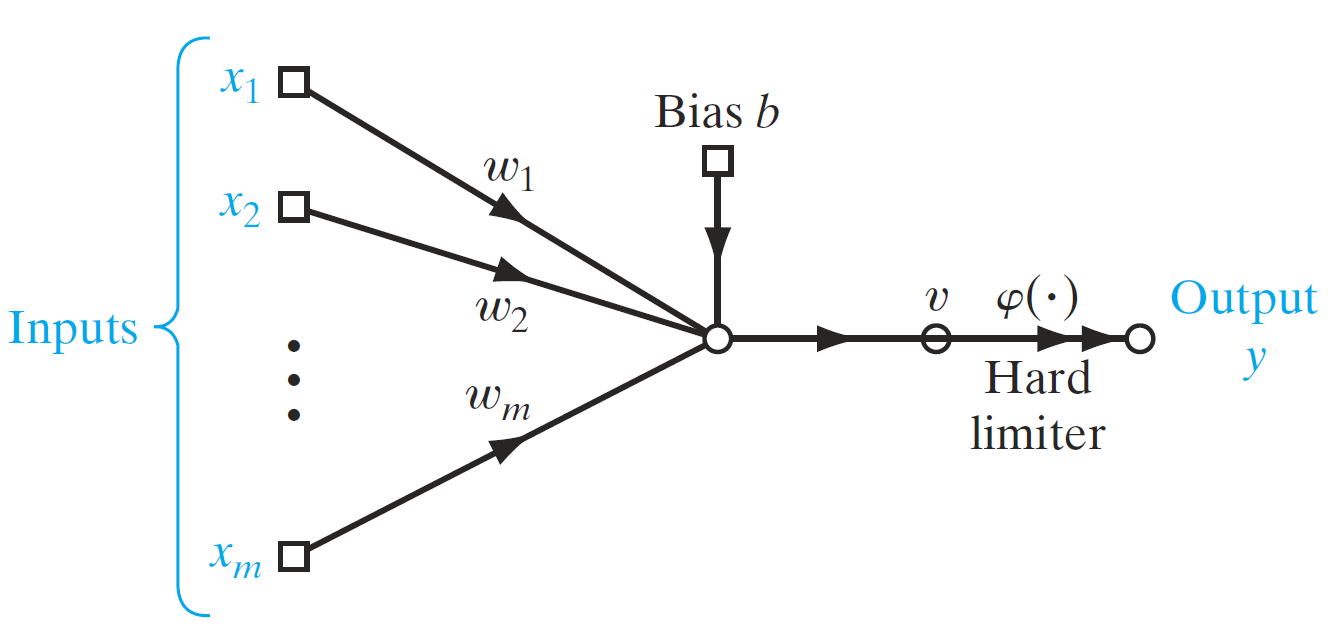 x1
Bias b
w1
x2
w2
v φ(·) Output
Inputs
y
Hard
wm
limiter
xm